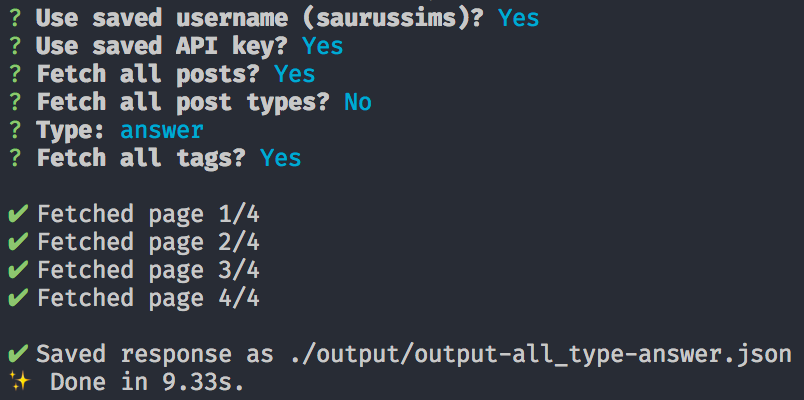 ? Use saved username (saurussims)? Yes
? Use saved API key? Yes
? Fetch all posts? Yes
? Fetch all post types? No
? Type: answer
? Fetch all tags? Yes
✔ Fetched page 1/4
✔ Fetched page 2/4
✔ Fetched page 3/4
✔ Fetched page 4/4
✔ Saved response as ./output/output-all_type-answer.json
✨ Done in 9.33s.